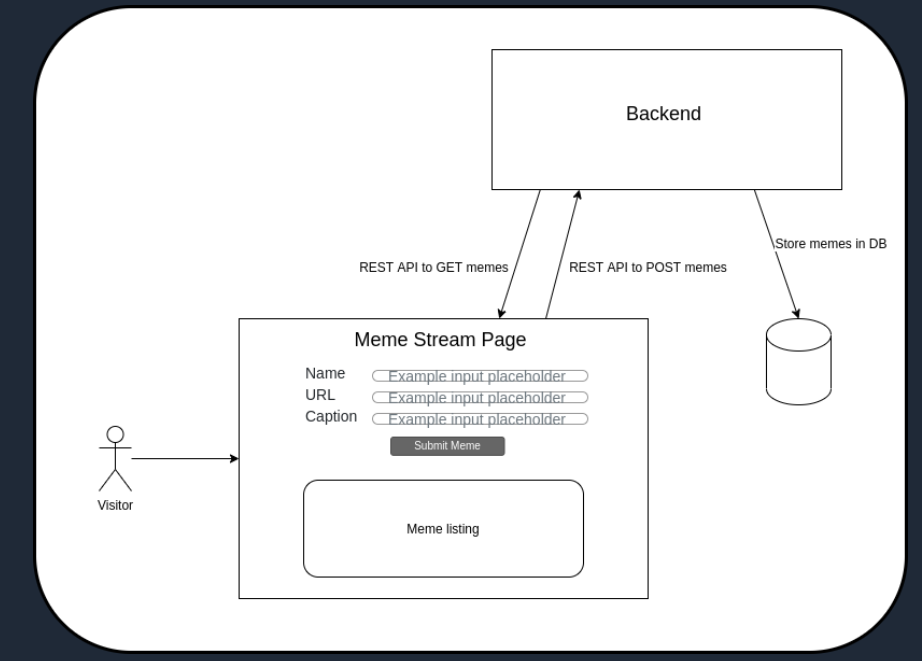 Backend
Store memes in DB
REST API to GET memes
REST API to POST memes
Meme Stream Page
Name Example input placeholder
URL Example input placeholder
Caption Example input placeholder
Submit Meme
Visitor
Meme listing